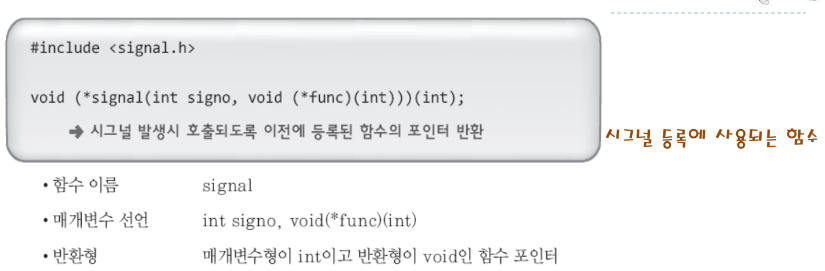 #include <signal.h>
void (*signal(int signo, void (*func)(int)))(int);
➔ 시그널 발생시 호출되도록 이전에 등록된 함수의 포인터 반환
시그널 등록에 사용되는 함수
• 함수 이름 signal
• 매개변수 선언 int signo, void(*func)(int)
• 반환형 매개변수형이 int이고 반환형이 void인 함수 포인터